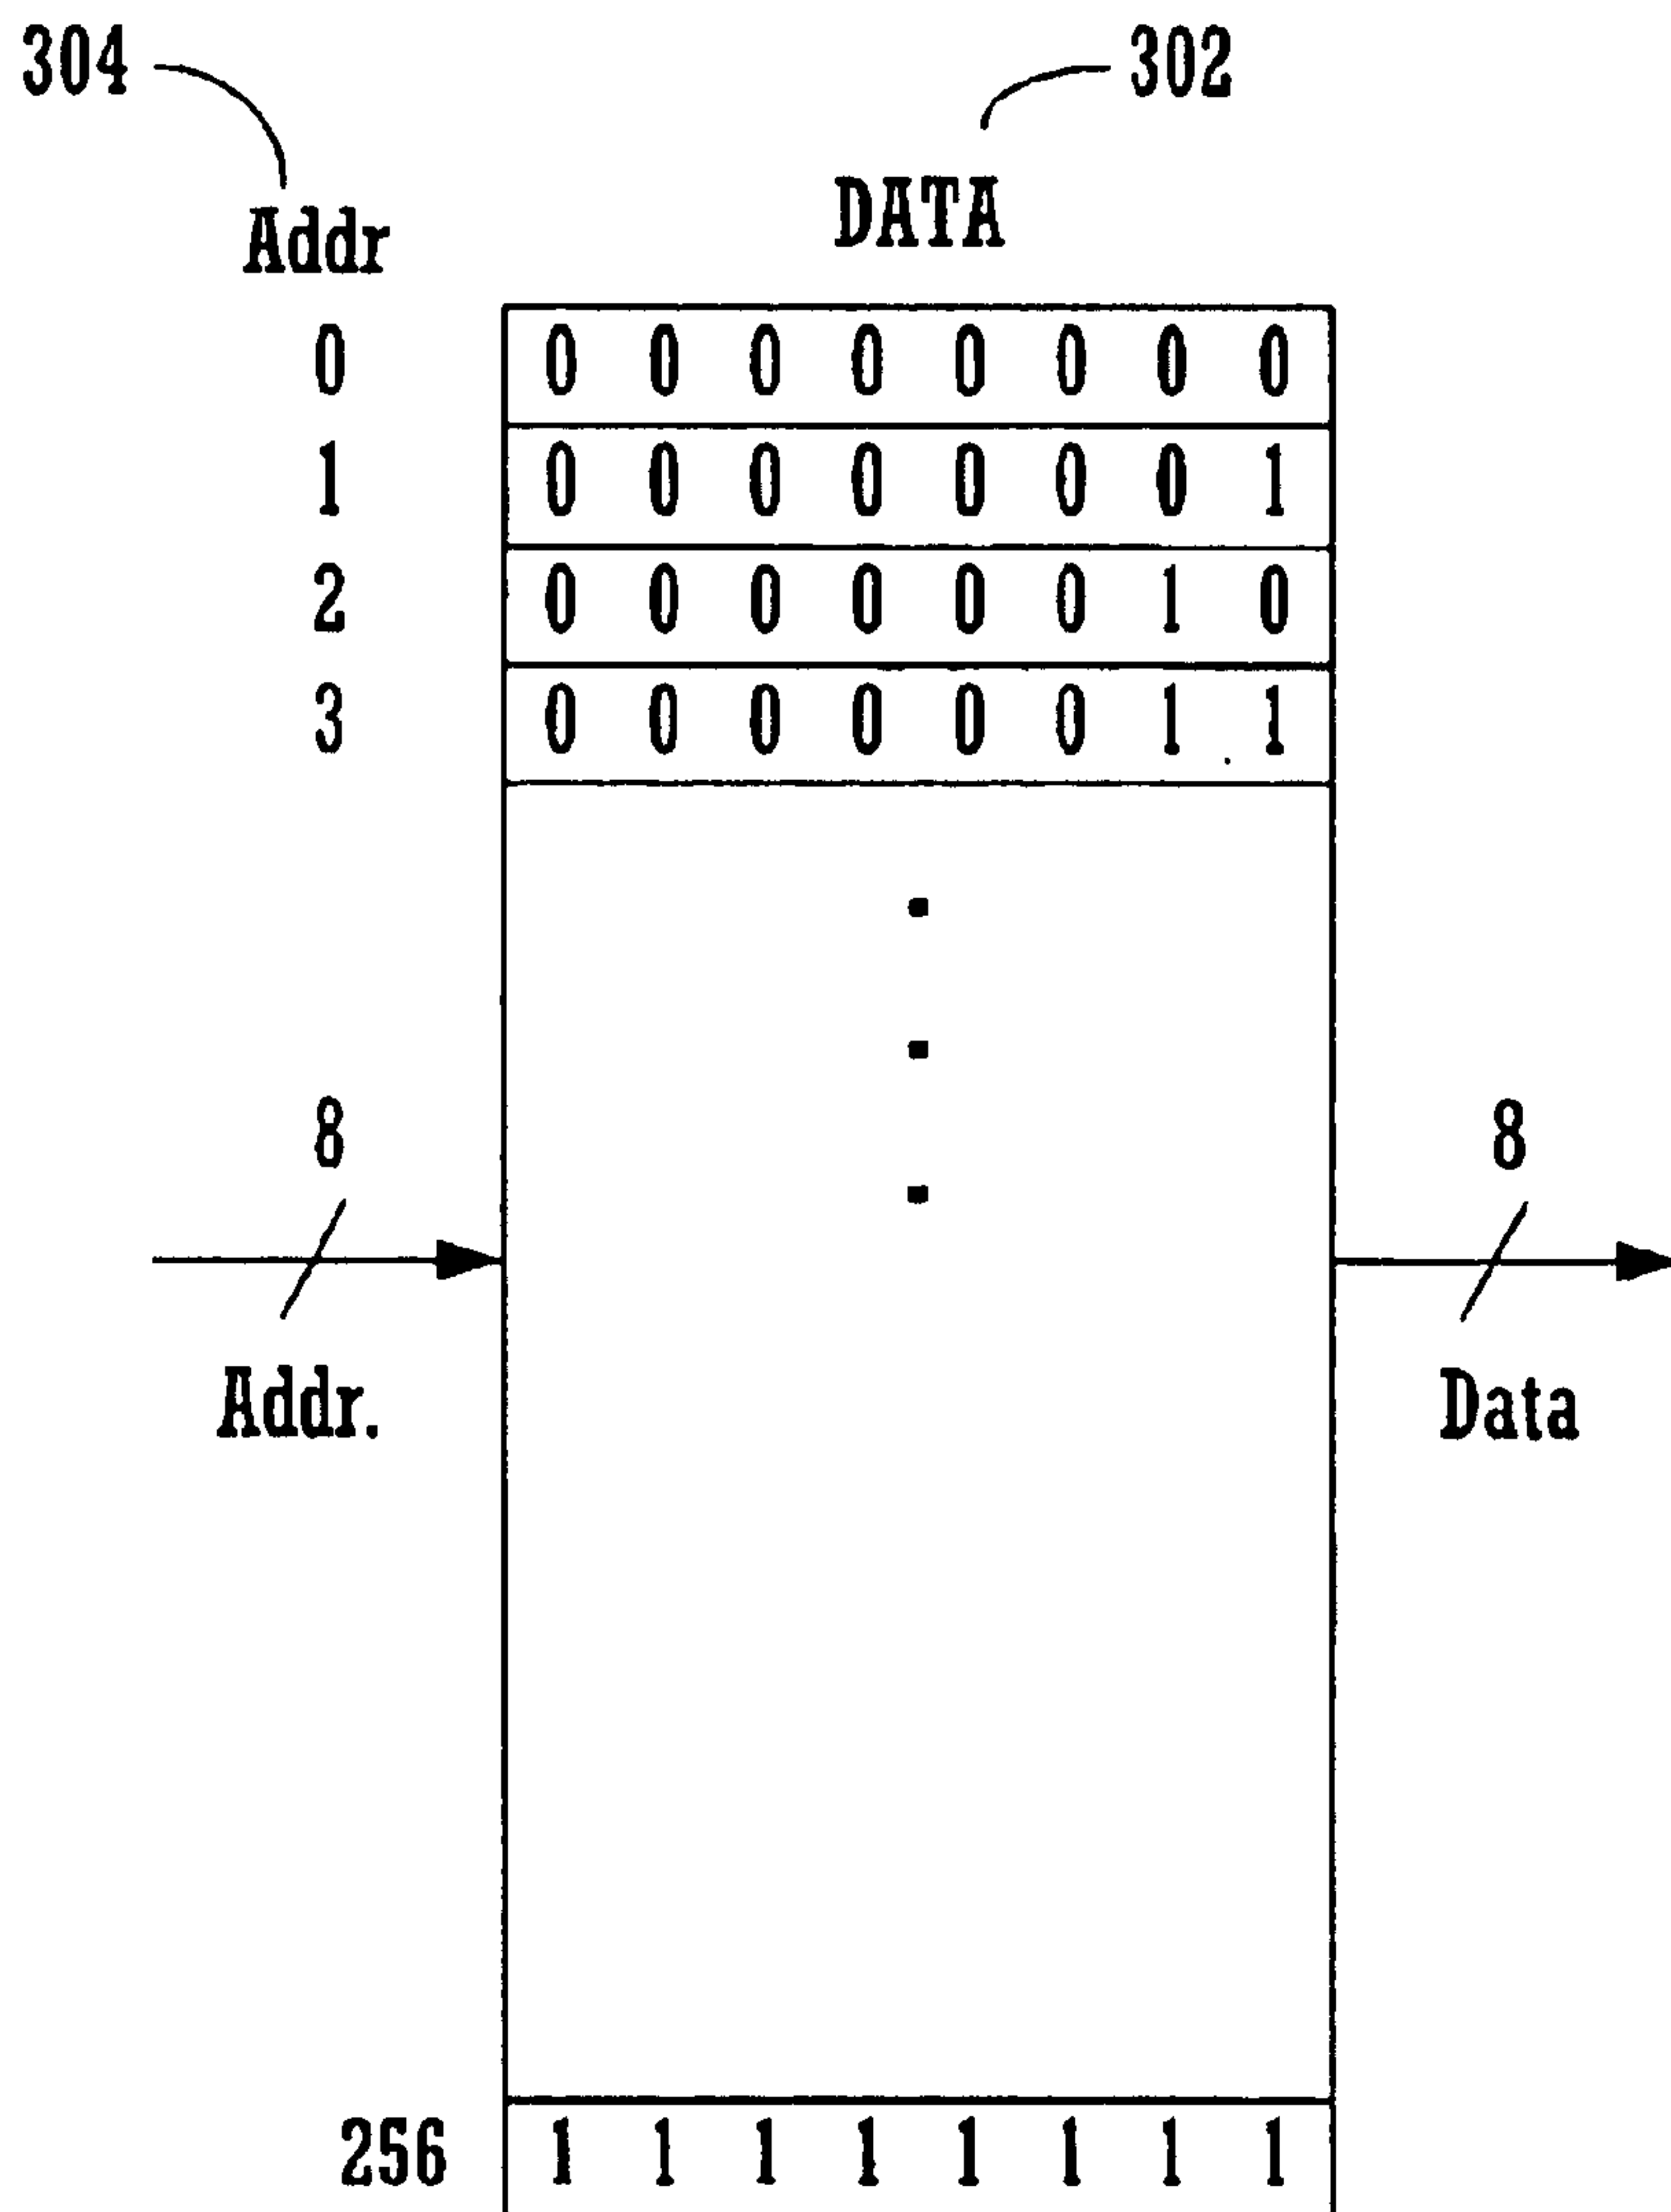 304 302
Addr DATA
0 0 0 0 0 0 0 0 0
1 0 0 0 0 0 0 0 1
2 0 0 0 0 0 0 1 0
3 0 0 0 0 0 0 1 1
8 8
Addr. Data
256 1 1 1 1 1 1 1 1